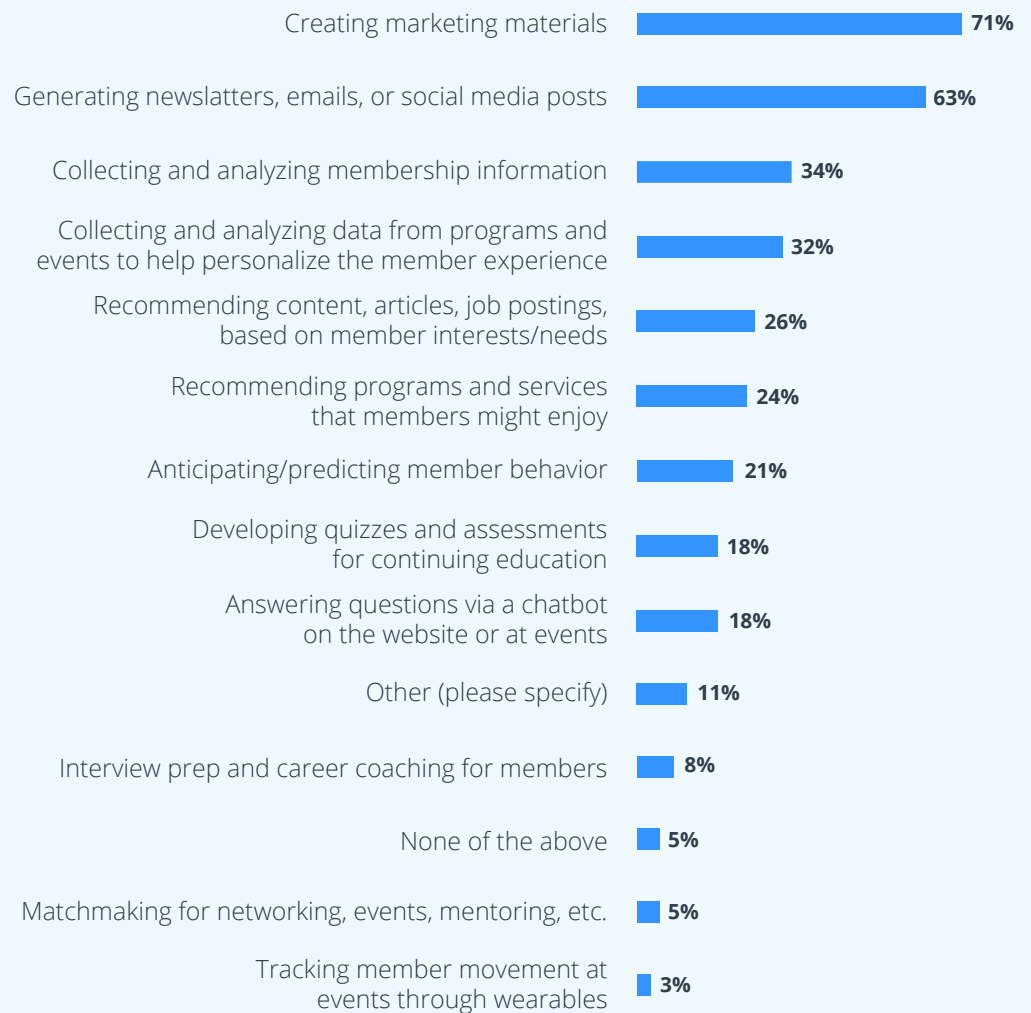 Creating marketing materials 71%
Generating newslatters, emails, or social media posts 63%
Collecting and analyzing membership information 34%
Collecting and analyzing data from programs and
events to help personalize the member experience 32%
Recommending content, articles, job postings,
based on member interests/needs 26%
Recommending programs and services
that members might enjoy 24%
Anticipating/predicting member behavior 21%
Developing quizzes and assessments
for continuing education 18%
Answering questions via a chatbot
on the website or at events 18%
Other (please specify) 11%
Interview prep and career coaching for members 8%
None of the above 5%
Matchmaking for networking, events, mentoring, etc. 5%
Tracking member movement at
events through wearables 3%